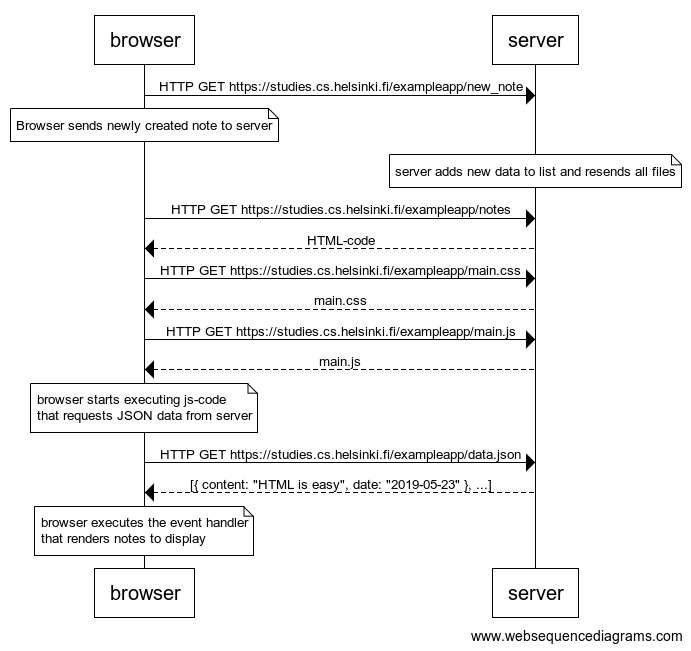 browser
server
HTTP GET https://studies.cs.helsinki.fi/exampleapp/new_note
Browser sends newly created note to server
server adds new data to list and resends all files
HTTP GET https://studies.cs.helsinki.fi/exampleapp/notes
HTML-code
HTTP GET https://studies.cs.helsinki.fi/exampleapp/main.css
main.css
HTTP GET https://studies.cs.helsinki.fi/exampleapp/main.js
main.js
browser starts executing js-code
that requests JSON data from server
HTTP GET https://studies.cs.helsinki.fi/exampleapp/data.json
[{ content: "HTML is easy", date: "2019-05-23" }, ...]
browser executes the event handler
that renders notes to display
browser
server
www.websequencediagrams.com